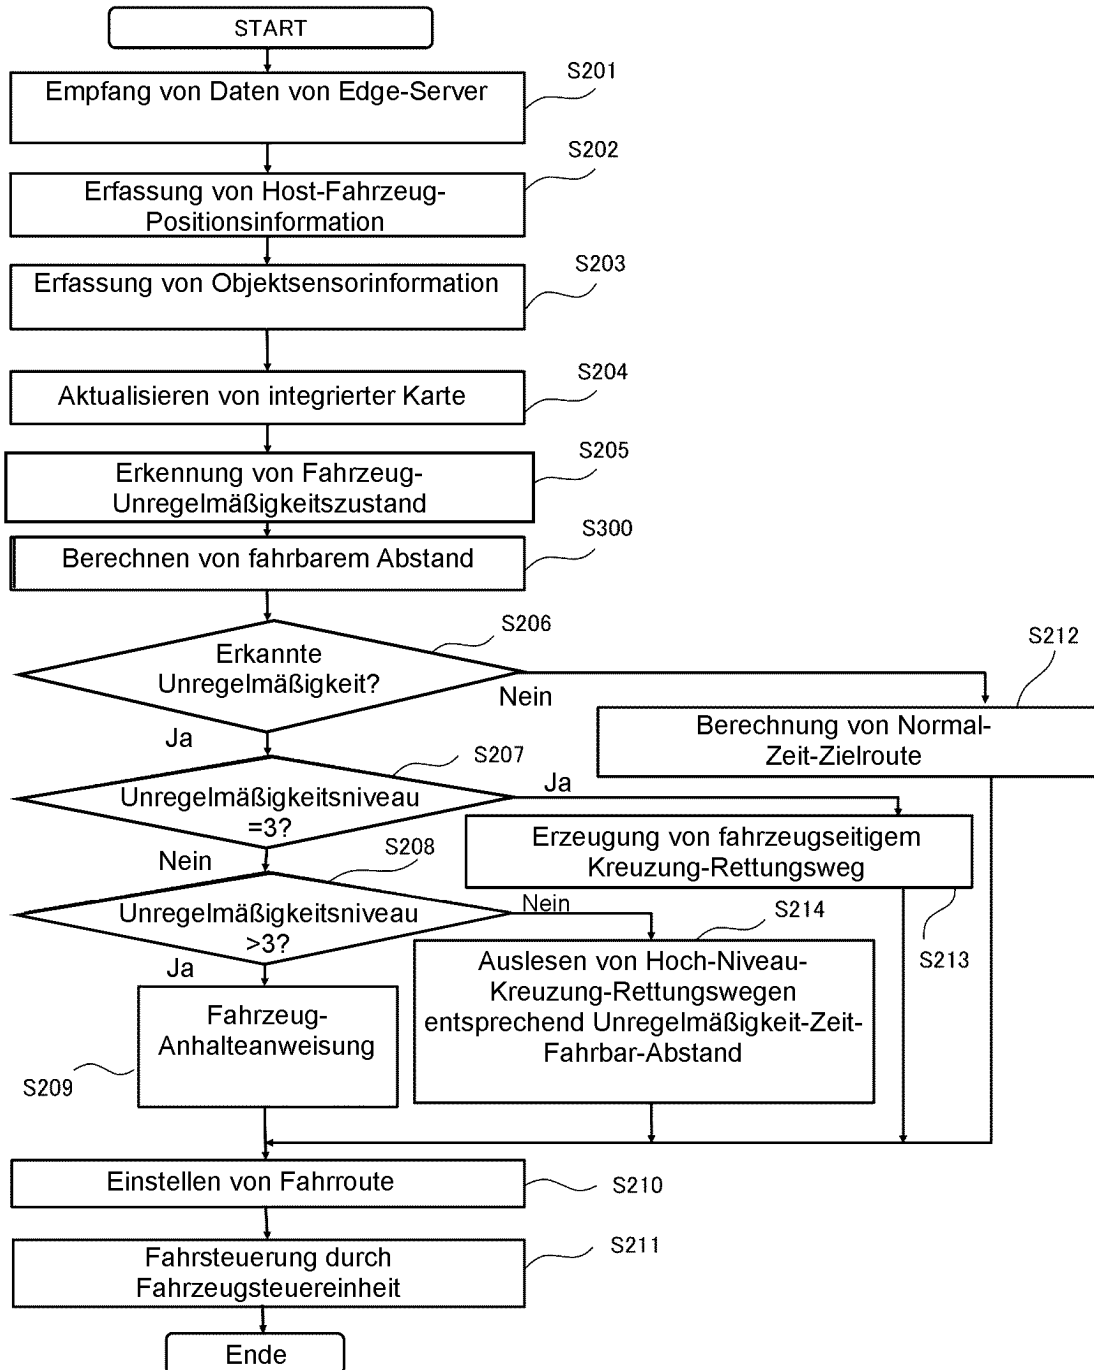 START
S201
Empfang von Daten von Edge-Server
S202
Erfassung von Host-Fahrzeug-
Positionsinformation
S203
Erfassung von Objektsensorinformation
S204
Aktualisieren von integrierter Karte
S205
Erkennung von Fahrzeug-
Unregelmäßigkeitszustand
S300
Berechnen von fahrbarem Abstand
S206
Erkannte
Unregelmäßigkeit?
Nein
Ja
S212
Berechnung von Normal-
Zeit-Zielroute
S207
Unregelmäßigkeitsniveau
=3?
Ja
Nein
Erzeugung von fahrzeugseitigem
Kreuzung-Rettungsweg
S213
S208
Unregelmäßigkeitsniveau
>3?
Nein
Ja
S214
Auslesen von Hoch-Niveau-
Kreuzung-Rettungswegen
entsprechend Unregelmäßigkeit-Zeit-
Fahrbar-Abstand
Fahrzeug-
Anhalteanweisung
S209
Einstellen von Fahrroute
S210
Fahrsteuerung durch
Fahrzeugsteuereinheit
S211
Ende